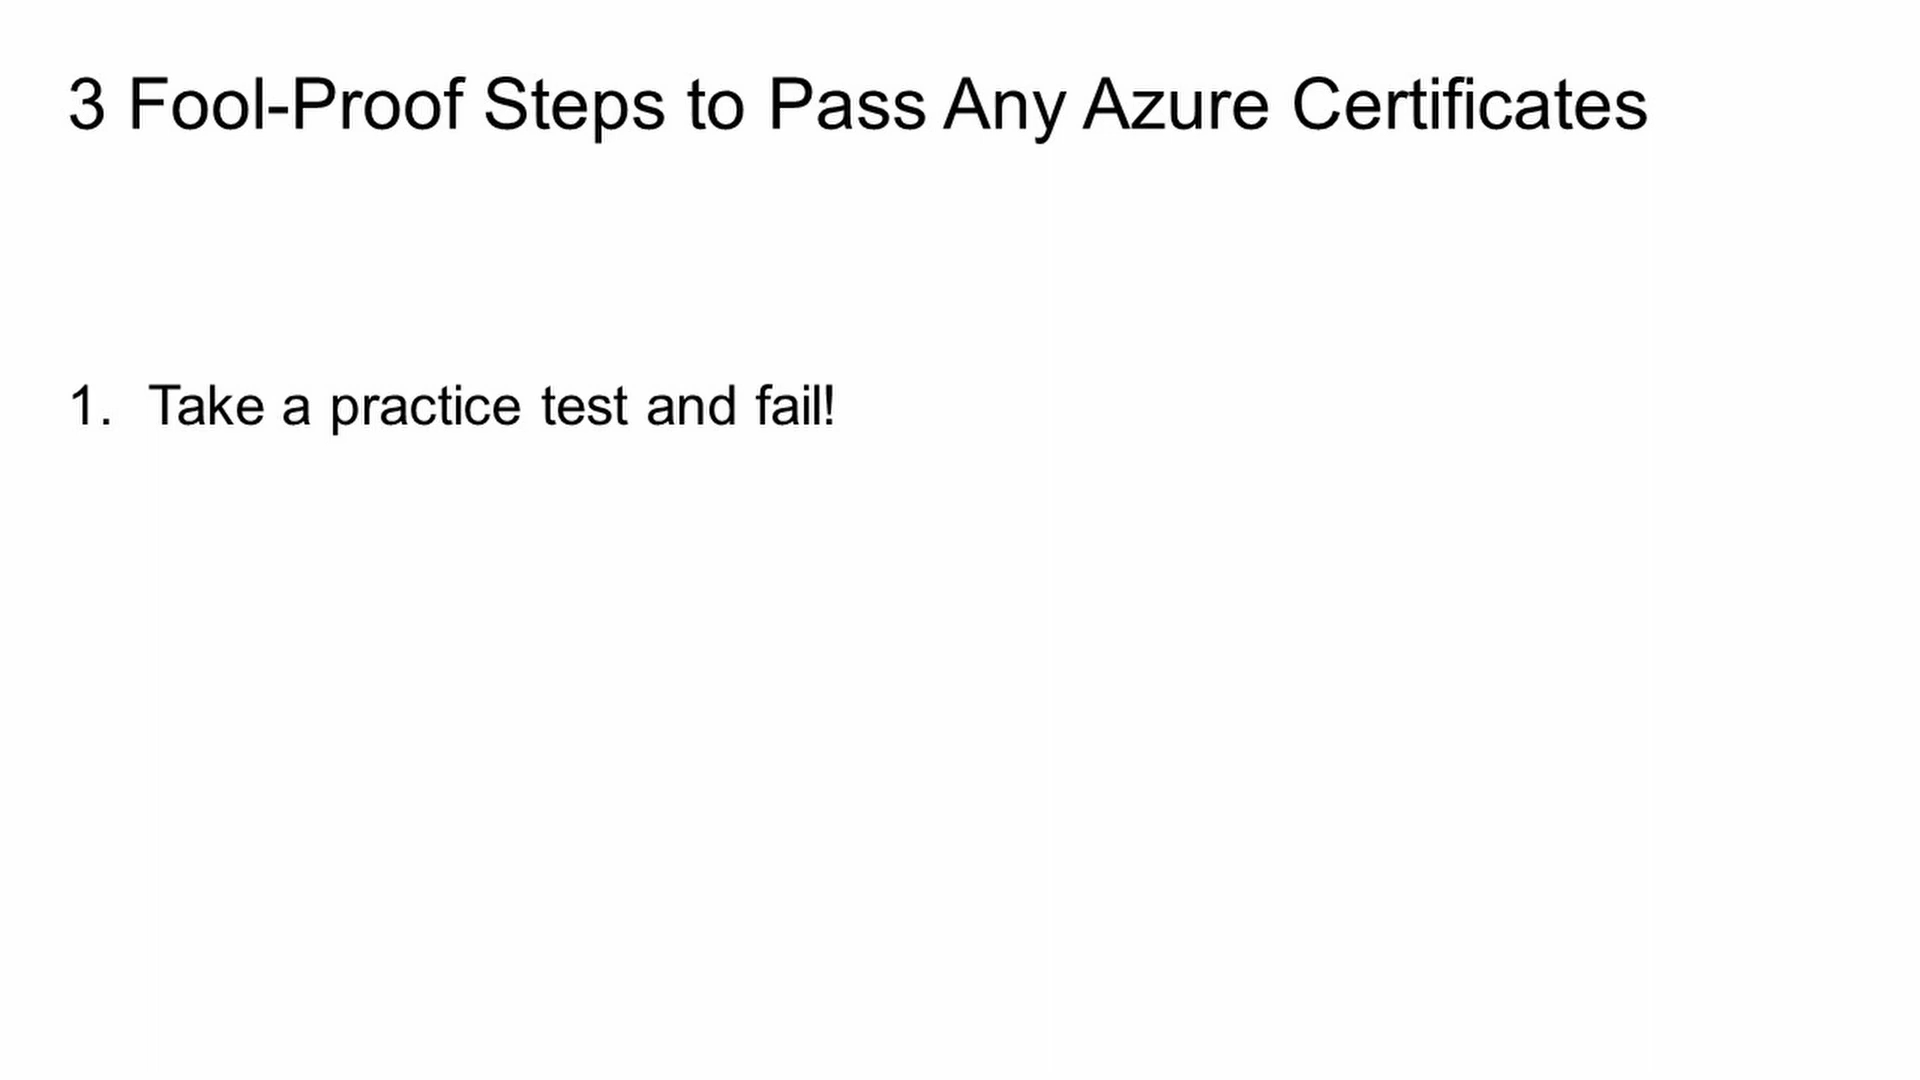 3 Fool-Proof Steps to Pass Any Azure Certificates
1. Take a practice test and fail!